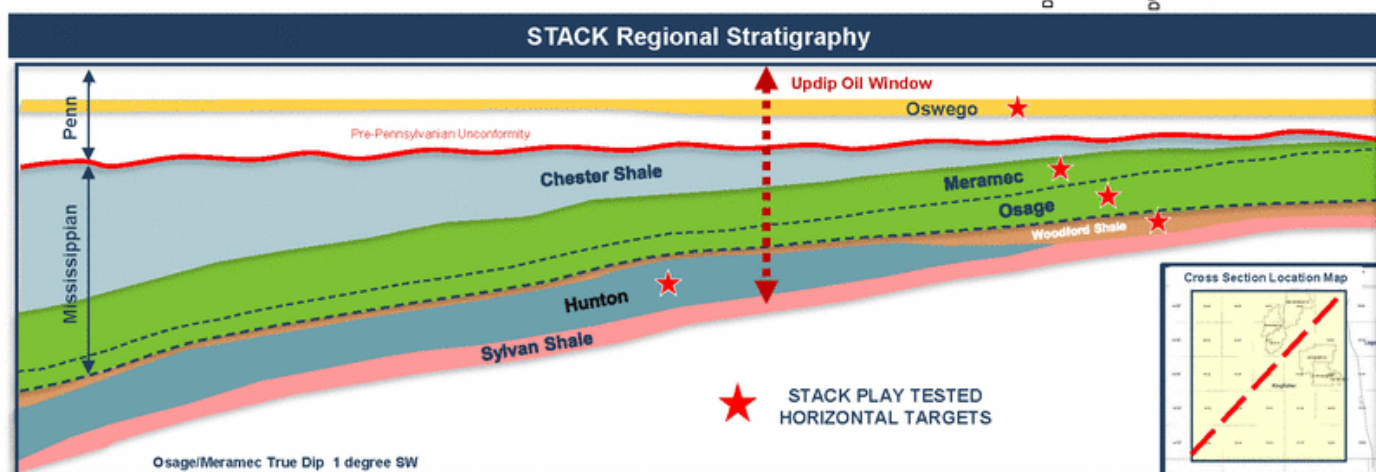 STACK Regional Stratigraphy
Updip Oil Window
Oswego
Penn
Pre-Pennsylvanian Unconformity
Chester Shale
Meramec
Osage
Woodford Shale
Mississippian
Hunton
Sylvan Shale
Cross Section Location Map
Kingfisher
STACK PLAY TESTED
HORIZONTAL TARGETS
Osage/Meramec True Dip 1 degree SW